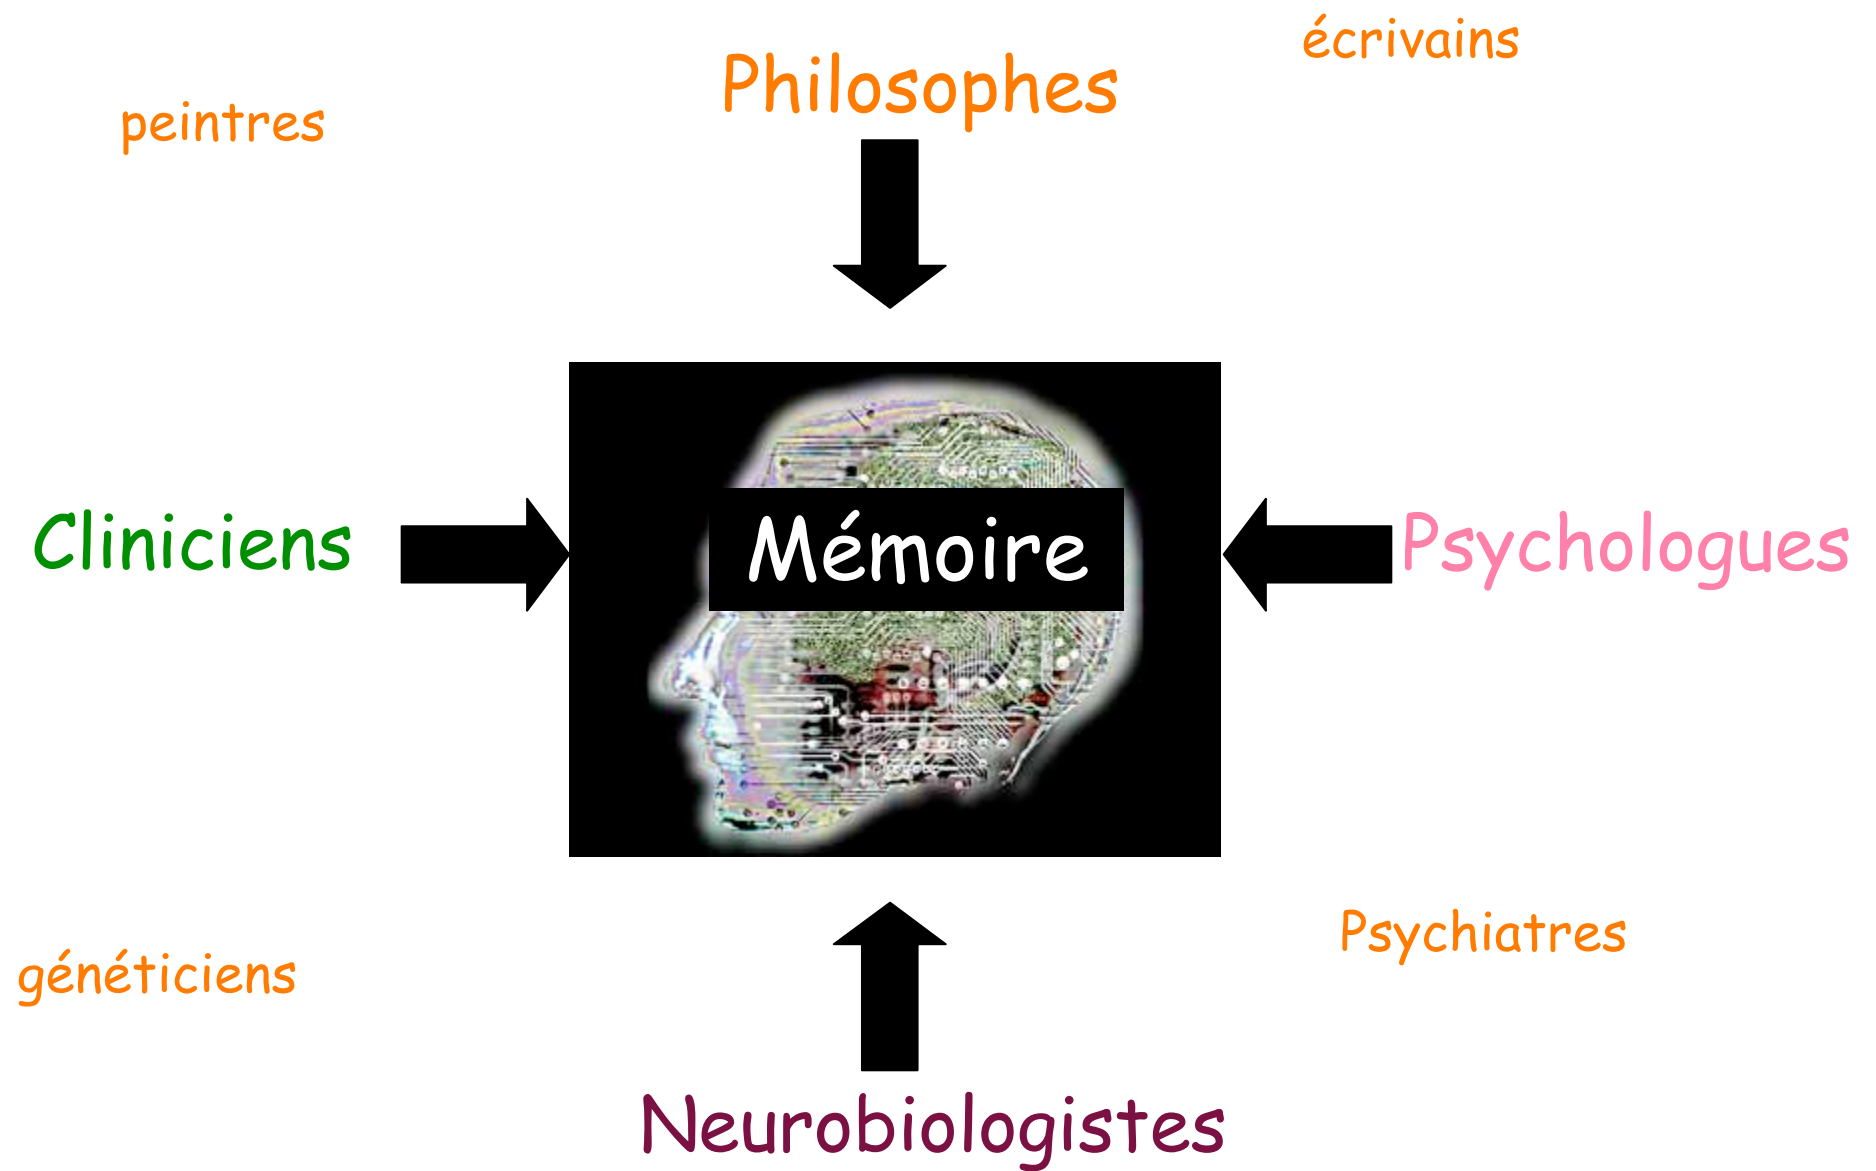 écrivains
Philosophes
peintres
Cliniciens
Mémoire
Psychologues
Psychiatres
généticiens
Neurobiologistes